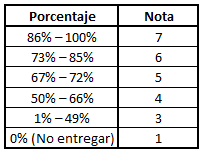 Porcentaje Nota
86% – 100% 7
73% – 85% 6
67% – 72% 5
50% – 66% 4
1% – 49% 3
0% (No entregar) 1